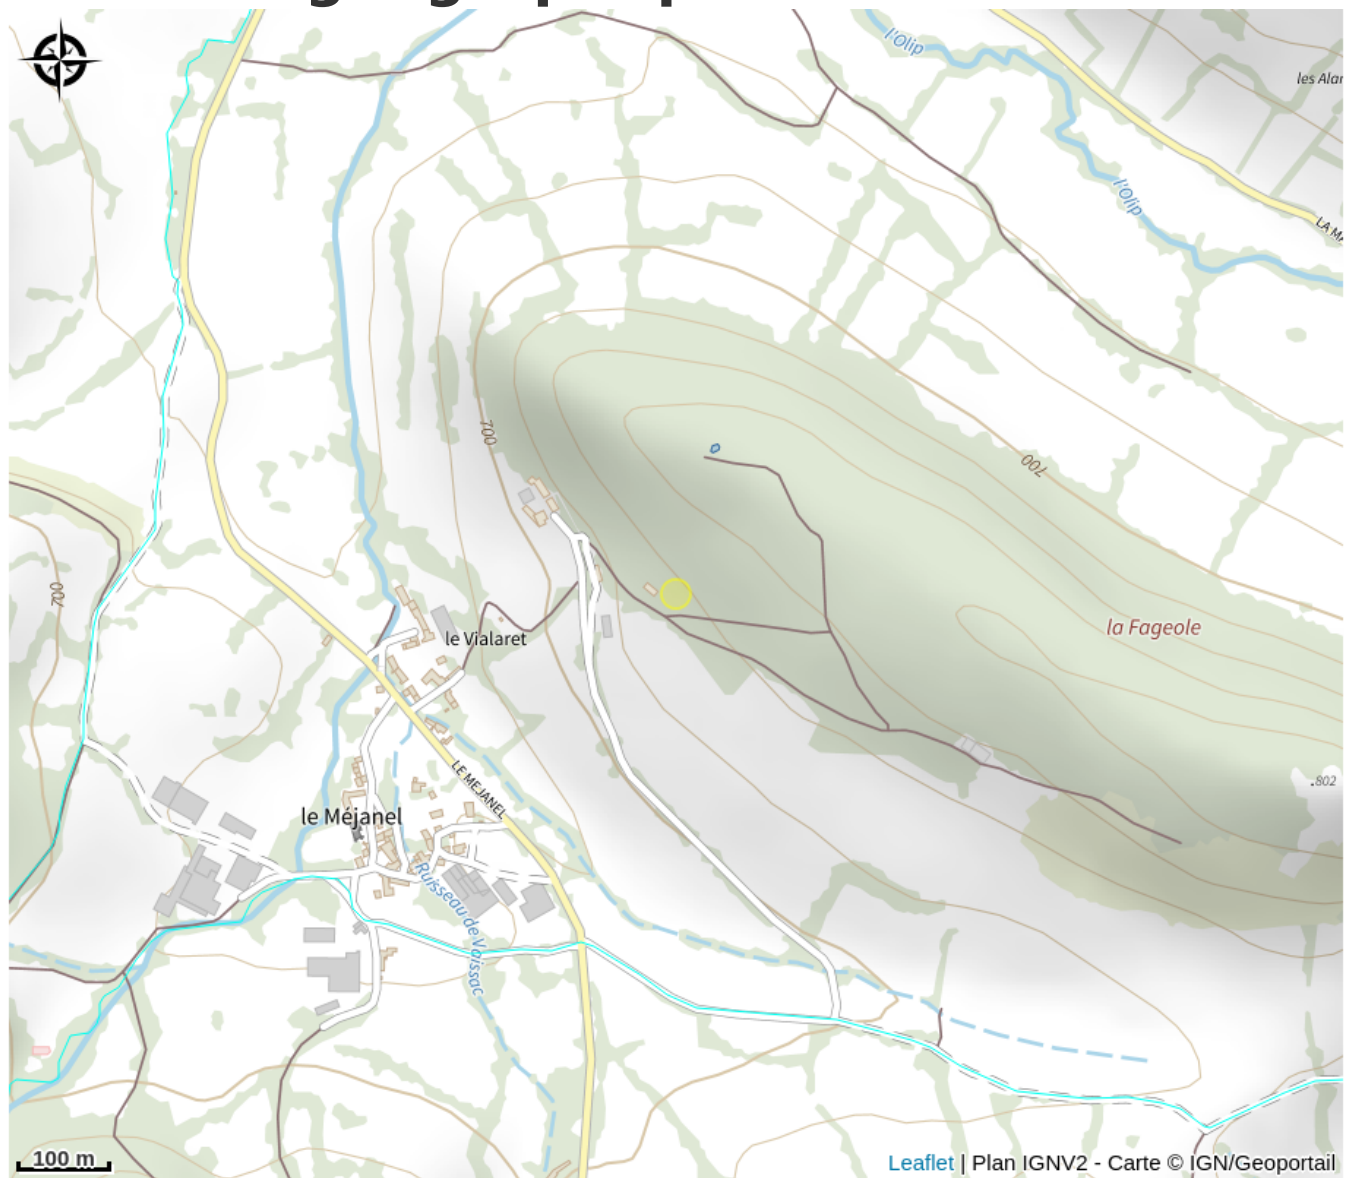 l'Olip
les Alar
l'Olip
LA MA
700
700
700
la Fageole
le Vialaret
LE MEJANEL
.802
le Méjanel
Ruisseau de Vaissac
100 m
Leaflet | Plan IGNV2 - Carte © IGN/Geoportail